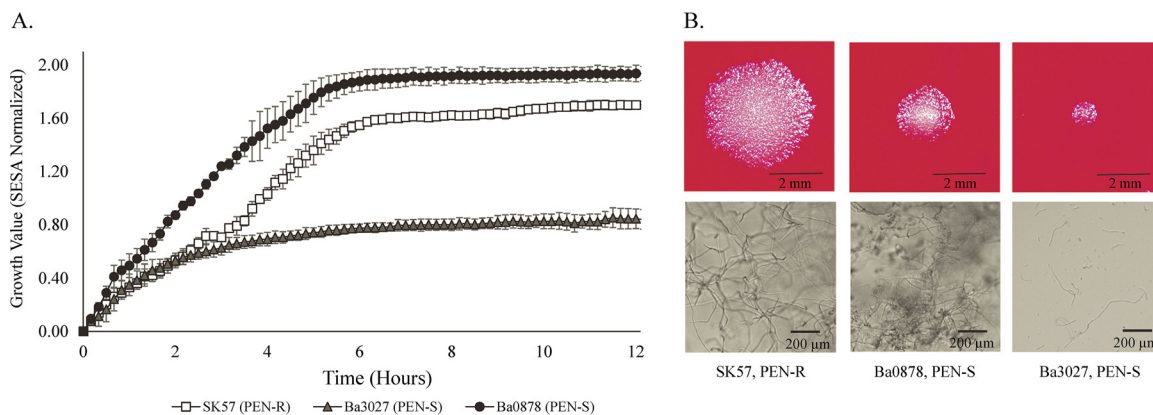 A.
Growth Value (SESA Normalized)
2.00
1.60
1.20
0.80
0.40
0.00
0 2 4 6 8 10 12
Time (Hours)
SK57 (PEN-R) Ba3027 (PEN-S) Ba0878 (PEN-S)
B.
2 mm 2 mm 2 mm
200 μm 200 μm 200 μm
SK57, PEN-R Ba0878, PEN-S Ba3027, PEN-S